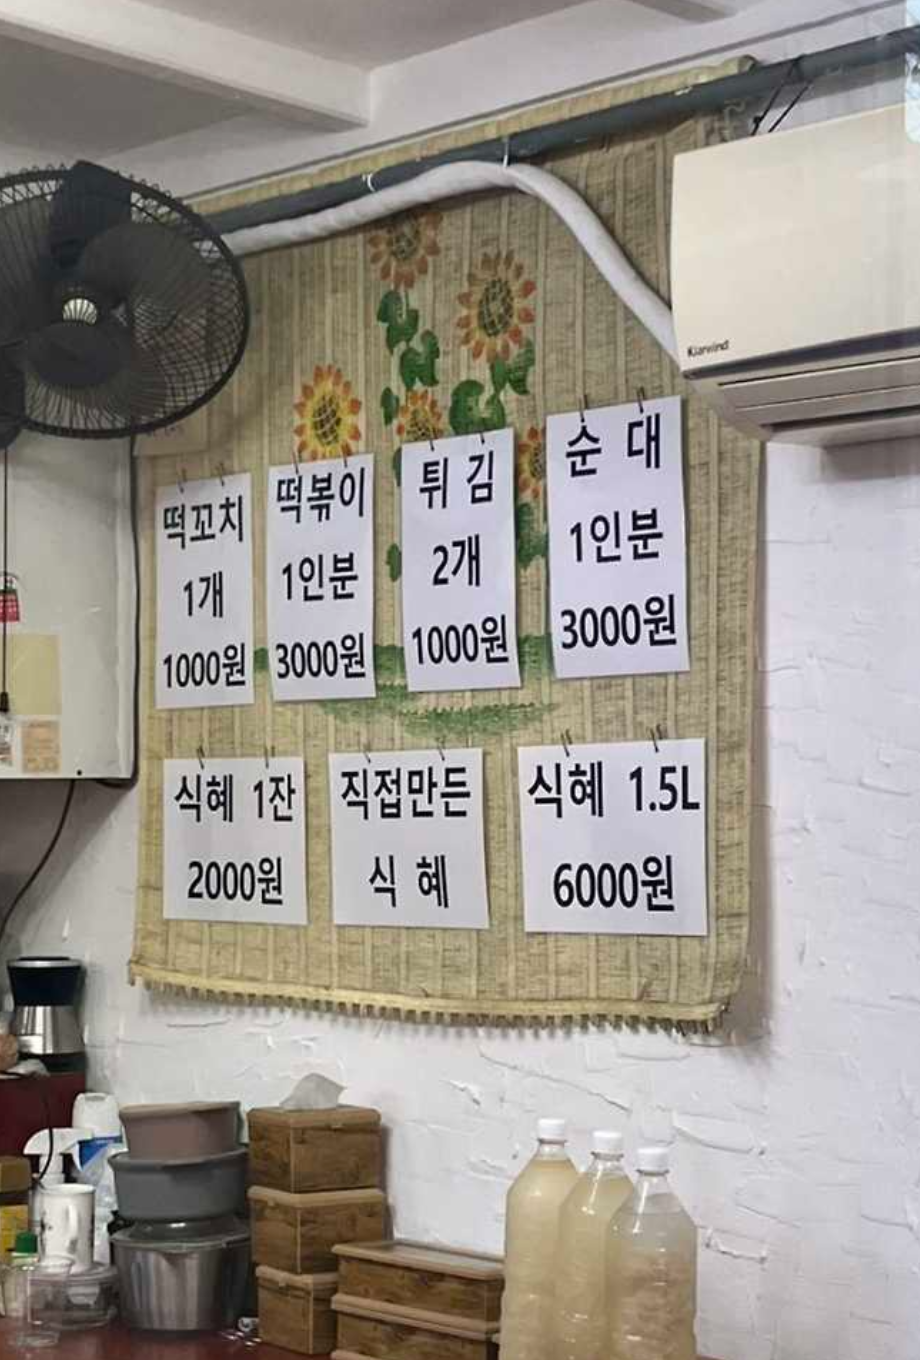 떡꼬치
1개
1000원
떡볶이
1인분
3000원
튀 김
2개
1000원
순 대
1인분
3000원
식혜 1잔
2000원
직접만든
식 혜
식혜 1.5L
6000원